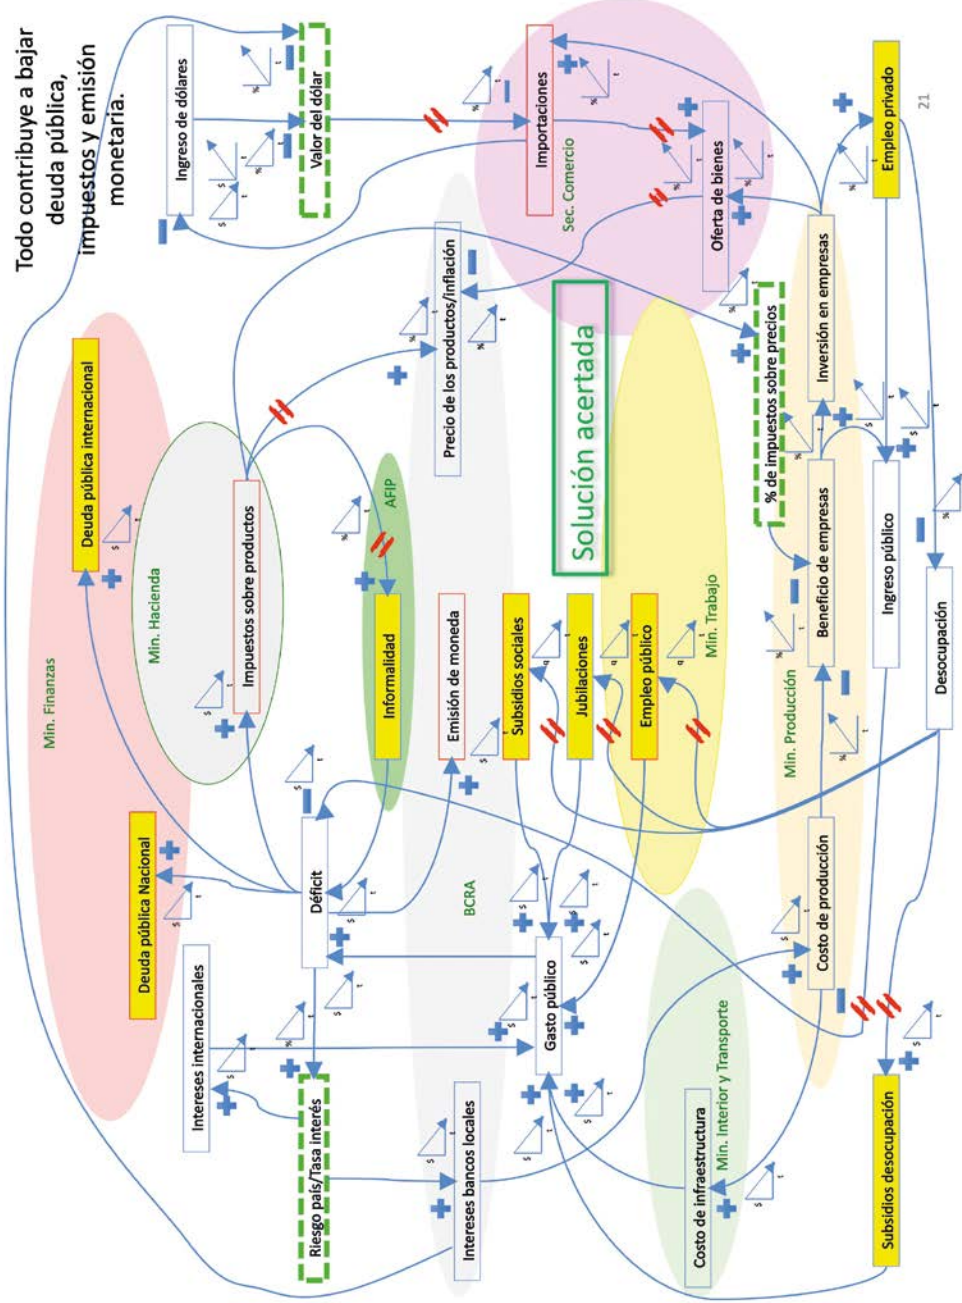 Todo contribuye a bajar
deuda pública,
impuestos y emisión
monetaria.
Min. Finanzas
Deuda pública Nacional
Deuda pública internacional
Min. Hacienda
Intereses internacionales
Impuestos sobre productos
Ingreso de dólares
Riesgo país/Tasa interés
Déficit
Valor del dólar
Informalidad
AFIP
Intereses bancos locales
BCRA
Emisión de moneda
Precio de los productos/inflación
Subsidios sociales
Importaciones
Sec. Comercio
Gasto público
Jubilaciones
Solución acertada
Empleo público
Min. Trabajo
Oferta de bienes
Costo de infraestructura
Min. Interior y Transporte
% de impuestos sobre precios
Min. Producción
Costo de producción
Beneficio de empresas
Inversión en empresas
Subsidios desocupación
Ingreso público
Empleo privado
Desocupación
21